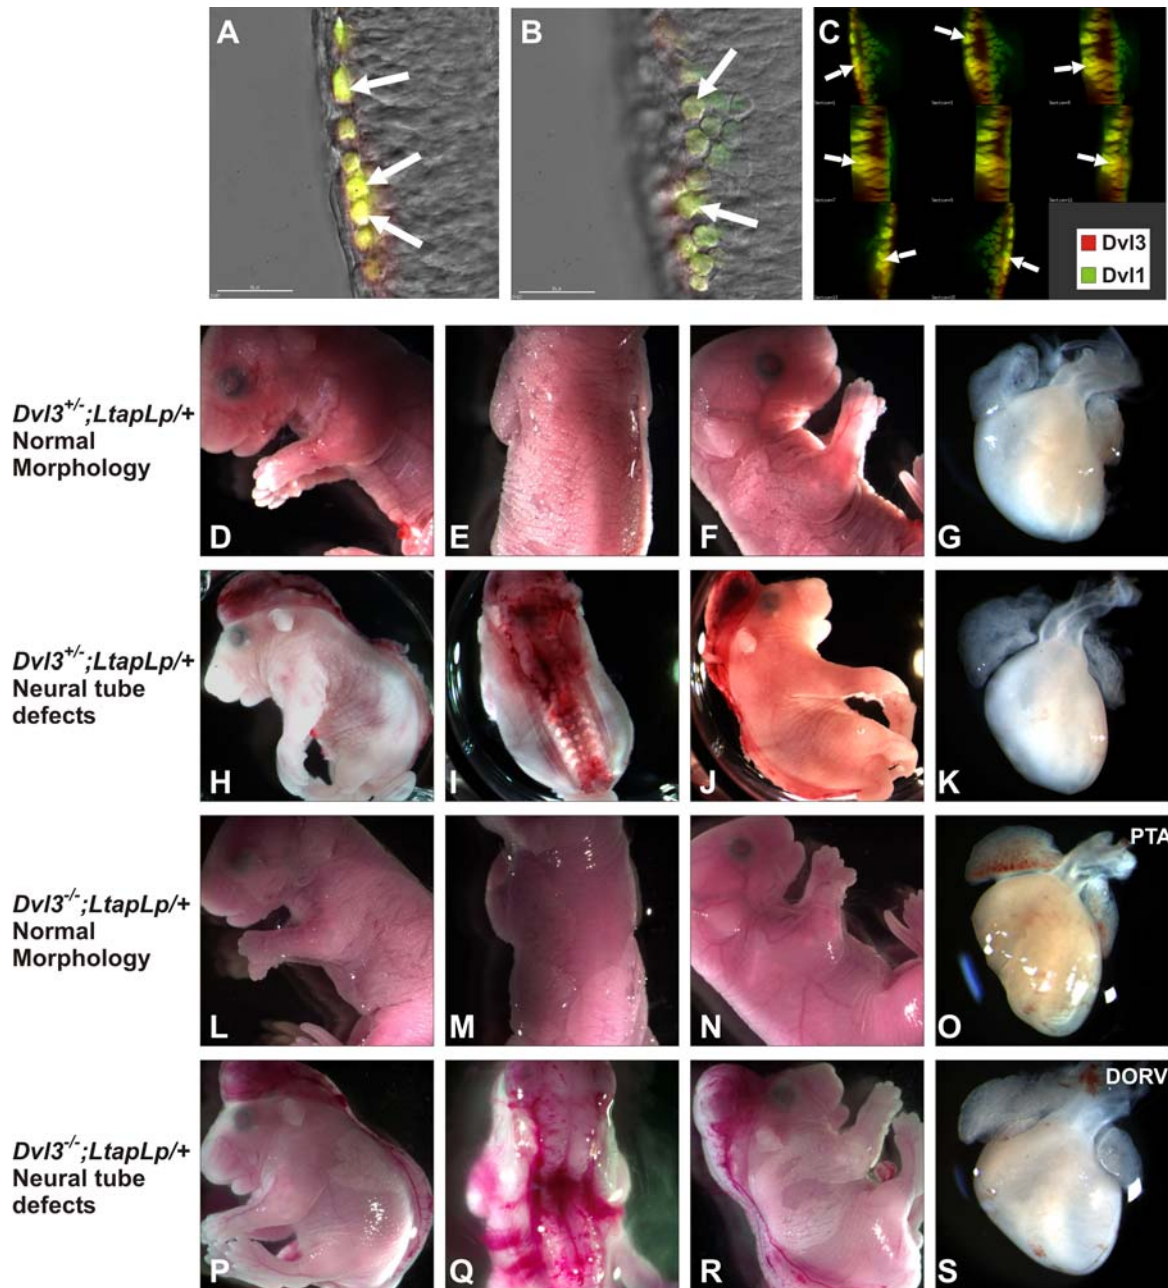 A
B
C
Dvl3
Dvl1
Dvl3+/-;LtapLp/+
Normal
Morphology
D
E
F
G
Dvl3+/-;LtapLp/+
Neural tube
defects
H
I
J
K
Dvl3-/-;LtapLp/+
Normal
Morphology
L
M
N
PTA
O
Dvl3-/-;LtapLp/+
Neural tube
defects
P
Q
R
DORV
S